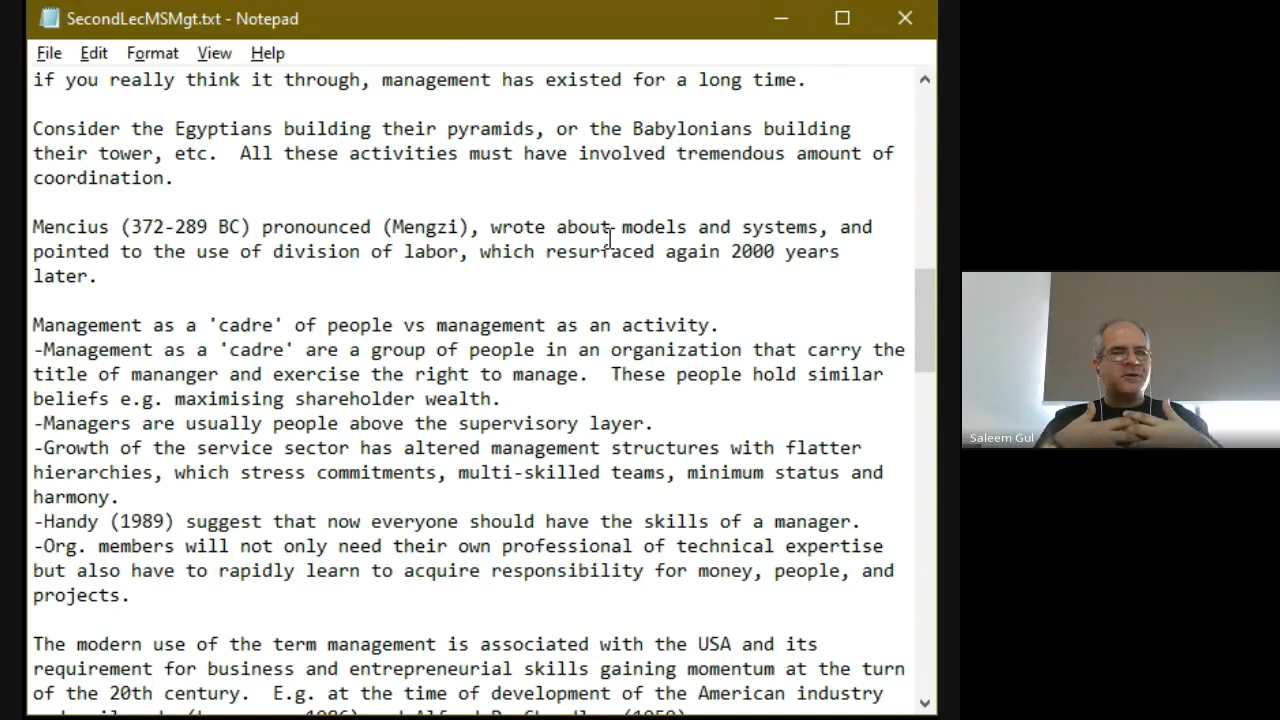 SecondLecMSMgt.txt - Notepad
File Edit Format View Help
if you really think it through, management has existed for a long time.
Consider the Egyptians building their pyramids, or the Babylonians building
their tower, etc.  All these activities must have involved tremendous amount of
coordination.
Mencius (372-289 BC) pronounced (Mengzi), wrote about models and systems, and
pointed to the use of division of labor, which resurfaced again 2000 years
later.
Management as a 'cadre' of people vs management as an activity.
-Management as a 'cadre' are a group of people in an organization that carry the
title of mananger and exercise the right to manage.  These people hold similar
beliefs e.g. maximising shareholder wealth.
-Managers are usually people above the supervisory layer.
-Growth of the service sector has altered management structures with flatter
hierarchies, which stress commitments, multi-skilled teams, minimum status and
harmony.
-Handy (1989) suggest that now everyone should have the skills of a manager.
-Org. members will not only need their own professional of technical expertise
but also have to rapidly learn to acquire responsibility for money, people, and
projects.
The modern use of the term management is associated with the USA and its
requirement for business and entrepreneurial skills gaining momentum at the turn
of the 20th century.  E.g. at the time of development of the American industry
Saleem Gul